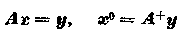 Ax = y, x⁰ = A⁺y